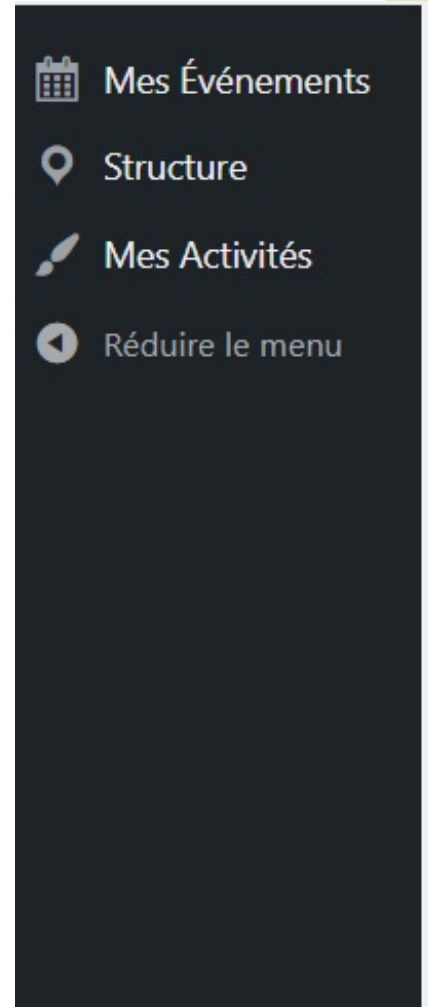 Mes Événements
Structure
Mes Activités
Réduire le menu